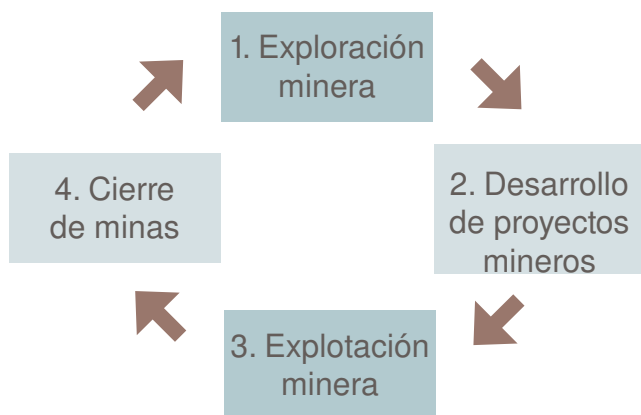 1. Exploración
minera
2. Desarrollo
de proyectos
mineros
3. Explotación
minera
4. Cierre
de minas